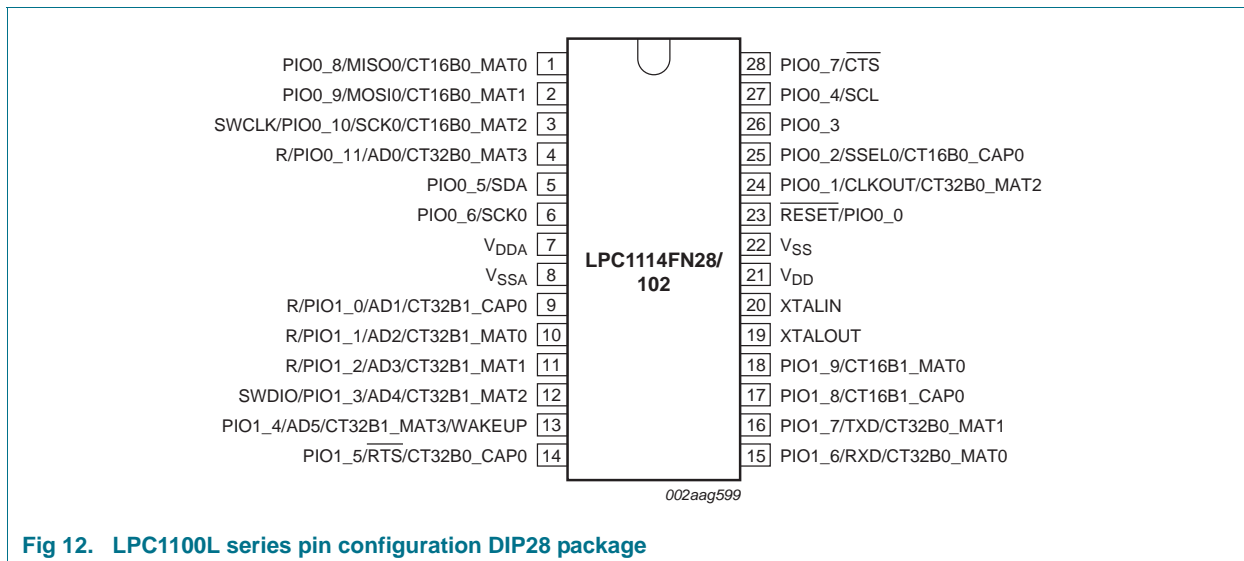 PIO0_8/MISO0/CT16B0_MAT0 1
PIO0_9/MOSI0/CT16B0_MAT1 2
SWCLK/PIO0_10/SCK0/CT16B0_MAT2 3
R/PIO0_11/AD0/CT32B0_MAT3 4
PIO0_5/SDA 5
PIO0_6/SCK0 6
VDDA 7
VSSA 8
R/PIO1_0/AD1/CT32B1_CAP0 9
R/PIO1_1/AD2/CT32B1_MAT0 10
R/PIO1_2/AD3/CT32B1_MAT1 11
SWDIO/PIO1_3/AD4/CT32B1_MAT2 12
PIO1_4/AD5/CT32B1_MAT3/WAKEUP 13
PIO1_5/RTS/CT32B0_CAP0 14
LPC1114FN28/
102
28 PIO0_7/CTS
27 PIO0_4/SCL
26 PIO0_3
25 PIO0_2/SSEL0/CT16B0_CAP0
24 PIO0_1/CLKOUT/CT32B0_MAT2
23 RESET/PIO0_0
22 VSS
21 VDD
20 XTALIN
19 XTALOUT
18 PIO1_9/CT16B1_MAT0
17 PIO1_8/CT16B1_CAP0
16 PIO1_7/TXD/CT32B0_MAT1
15 PIO1_6/RXD/CT32B0_MAT0
002aag599
Fig 12. LPC1100L series pin configuration DIP28 package